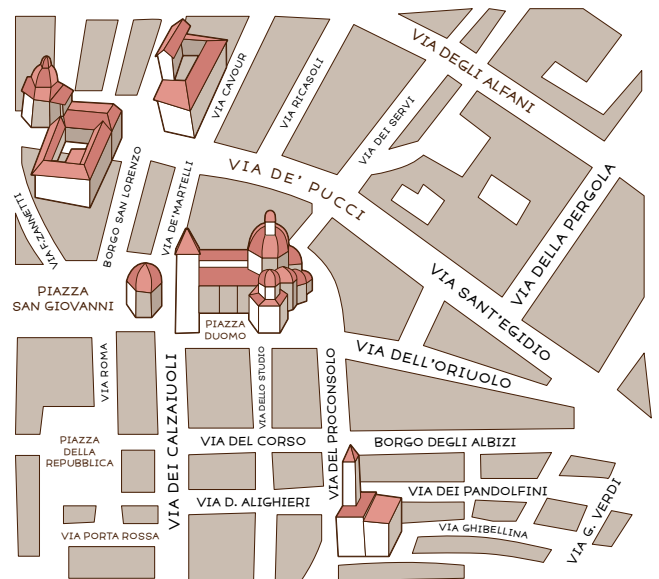 VIA DEGLI ALFANI
VIA CAVOUR
VIA RICASOLI
VIA DEI SERVI
VIA DE' PUCCI
VIA DELLA PERGOLA
BORGO SAN LORENZO
VIA DE'MARTELLI
VIA F.ZANNETTI
VIA SANT'EGIDIO
PIAZZA
SAN GIOVANNI
PIAZZA
DUOMO
VIA DELL'ORIUOLO
VIA ROMA
VIA DEI CALZAIUOLI
VIA DELLO STUDIO
VIA DEL PROCONSOLO
VIA DEL CORSO
BORGO DEGLI ALBIZI
PIAZZA
DELLA
REPUBBLICA
VIA D. ALIGHIERI
VIA DEI PANDOLFINI
VIA GHIBELLINA
VIA G. VERDI
VIA PORTA ROSSA